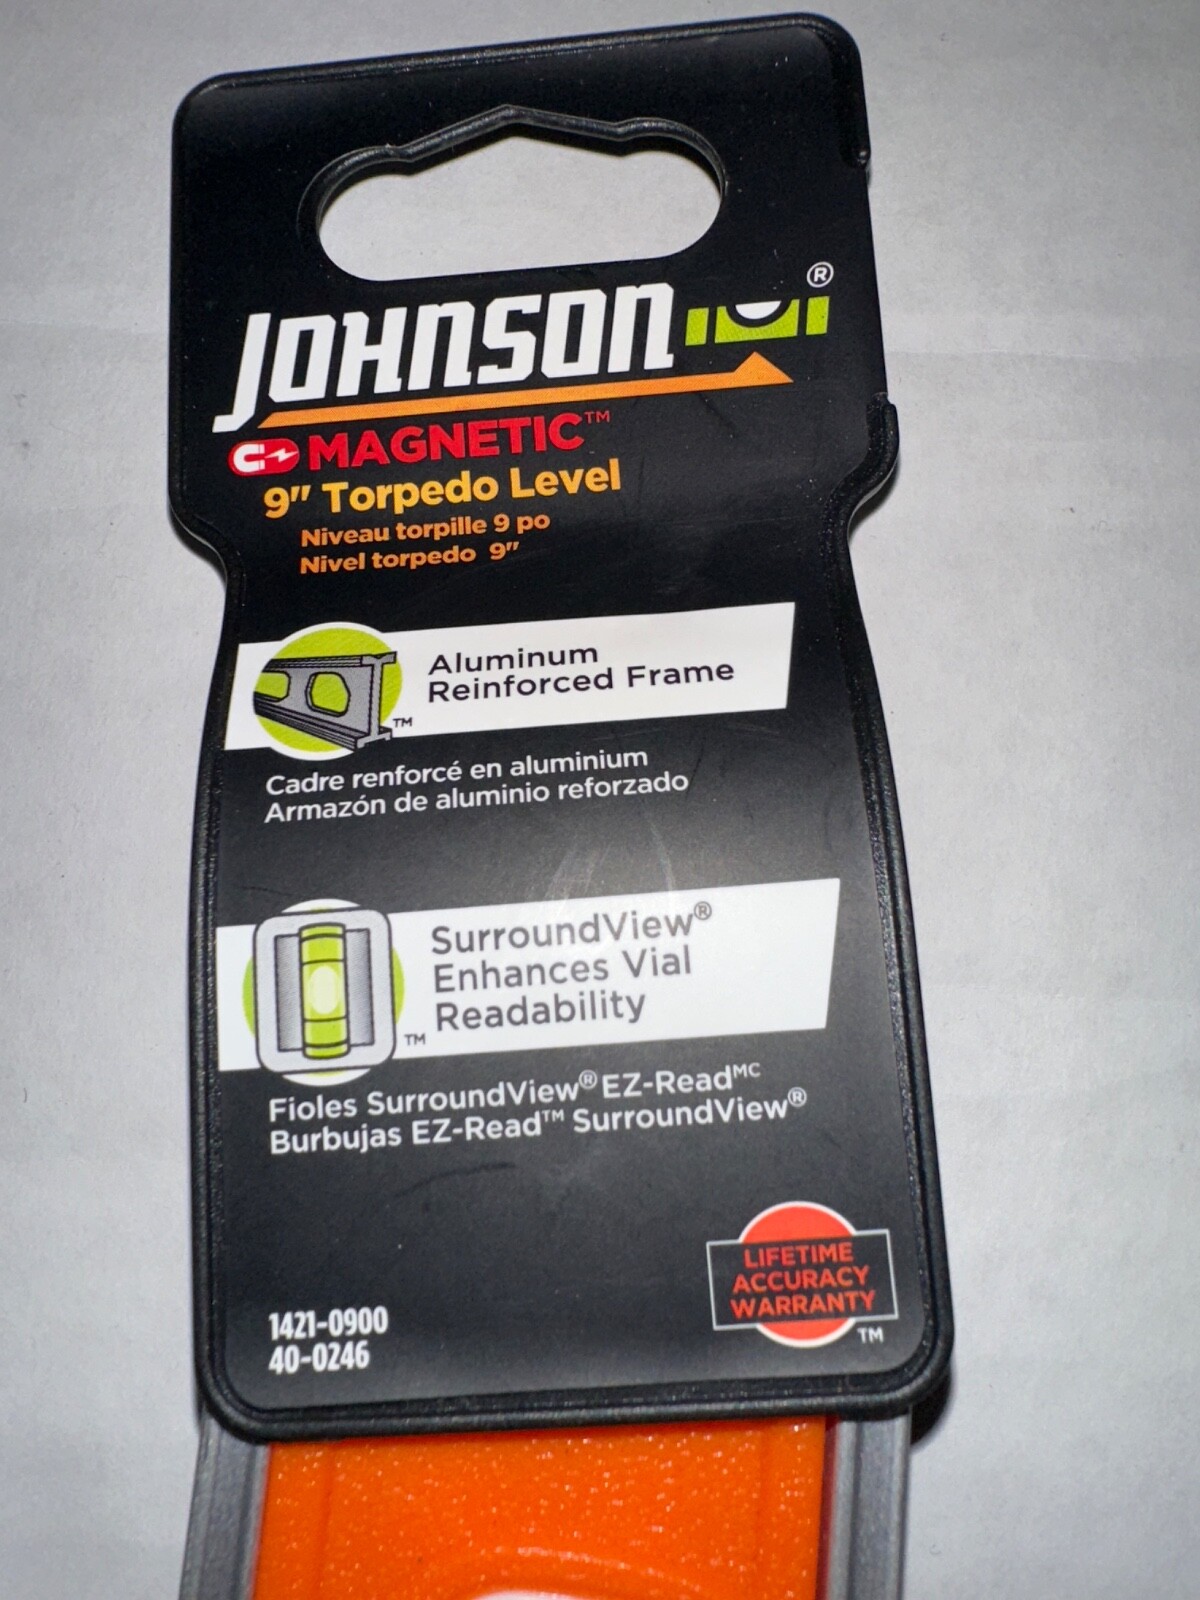 JOHNSON®
MAGNETIC™
9" Torpedo Level
Niveau torpille 9 po
Nivel torpedo 9"
Aluminum
Reinforced Frame
™
Cadre renforcé en aluminium
Armazón de aluminio reforzado
SurroundView®
Enhances Vial
Readability
™
Fioles SurroundView® EZ-Readᴹᶜ
Burbujas EZ-Read™ SurroundView®
LIFETIME
ACCURACY
WARRANTY
™
1421-0900
40-0246